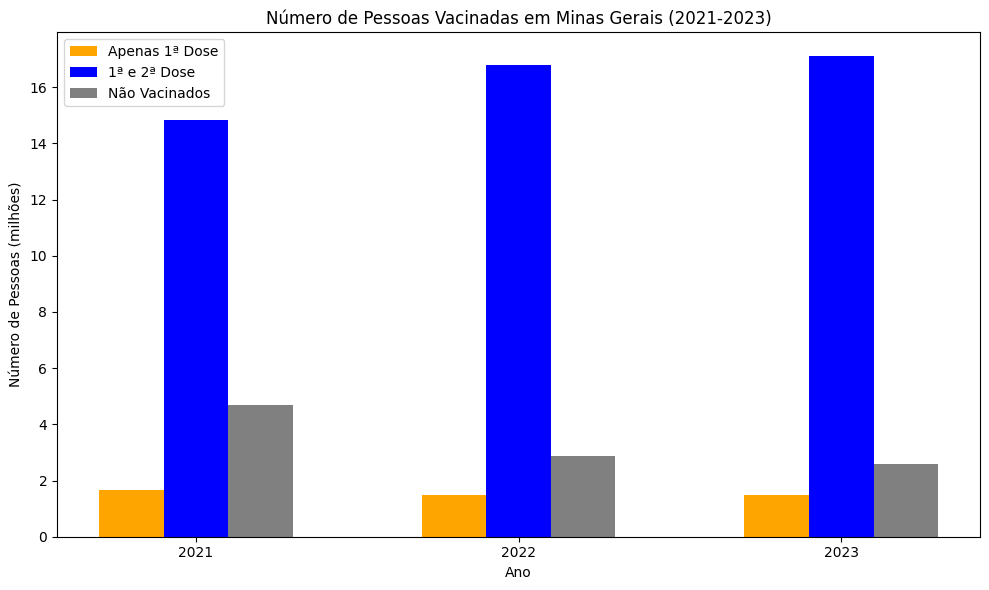 Número de Pessoas Vacinadas em Minas Gerais (2021-2023)
Apenas 1ª Dose
1ª e 2ª Dose
Não Vacinados
Número de Pessoas (milhões)
16
14
12
10
8
6
4
2
0
2021
2022
2023
Ano